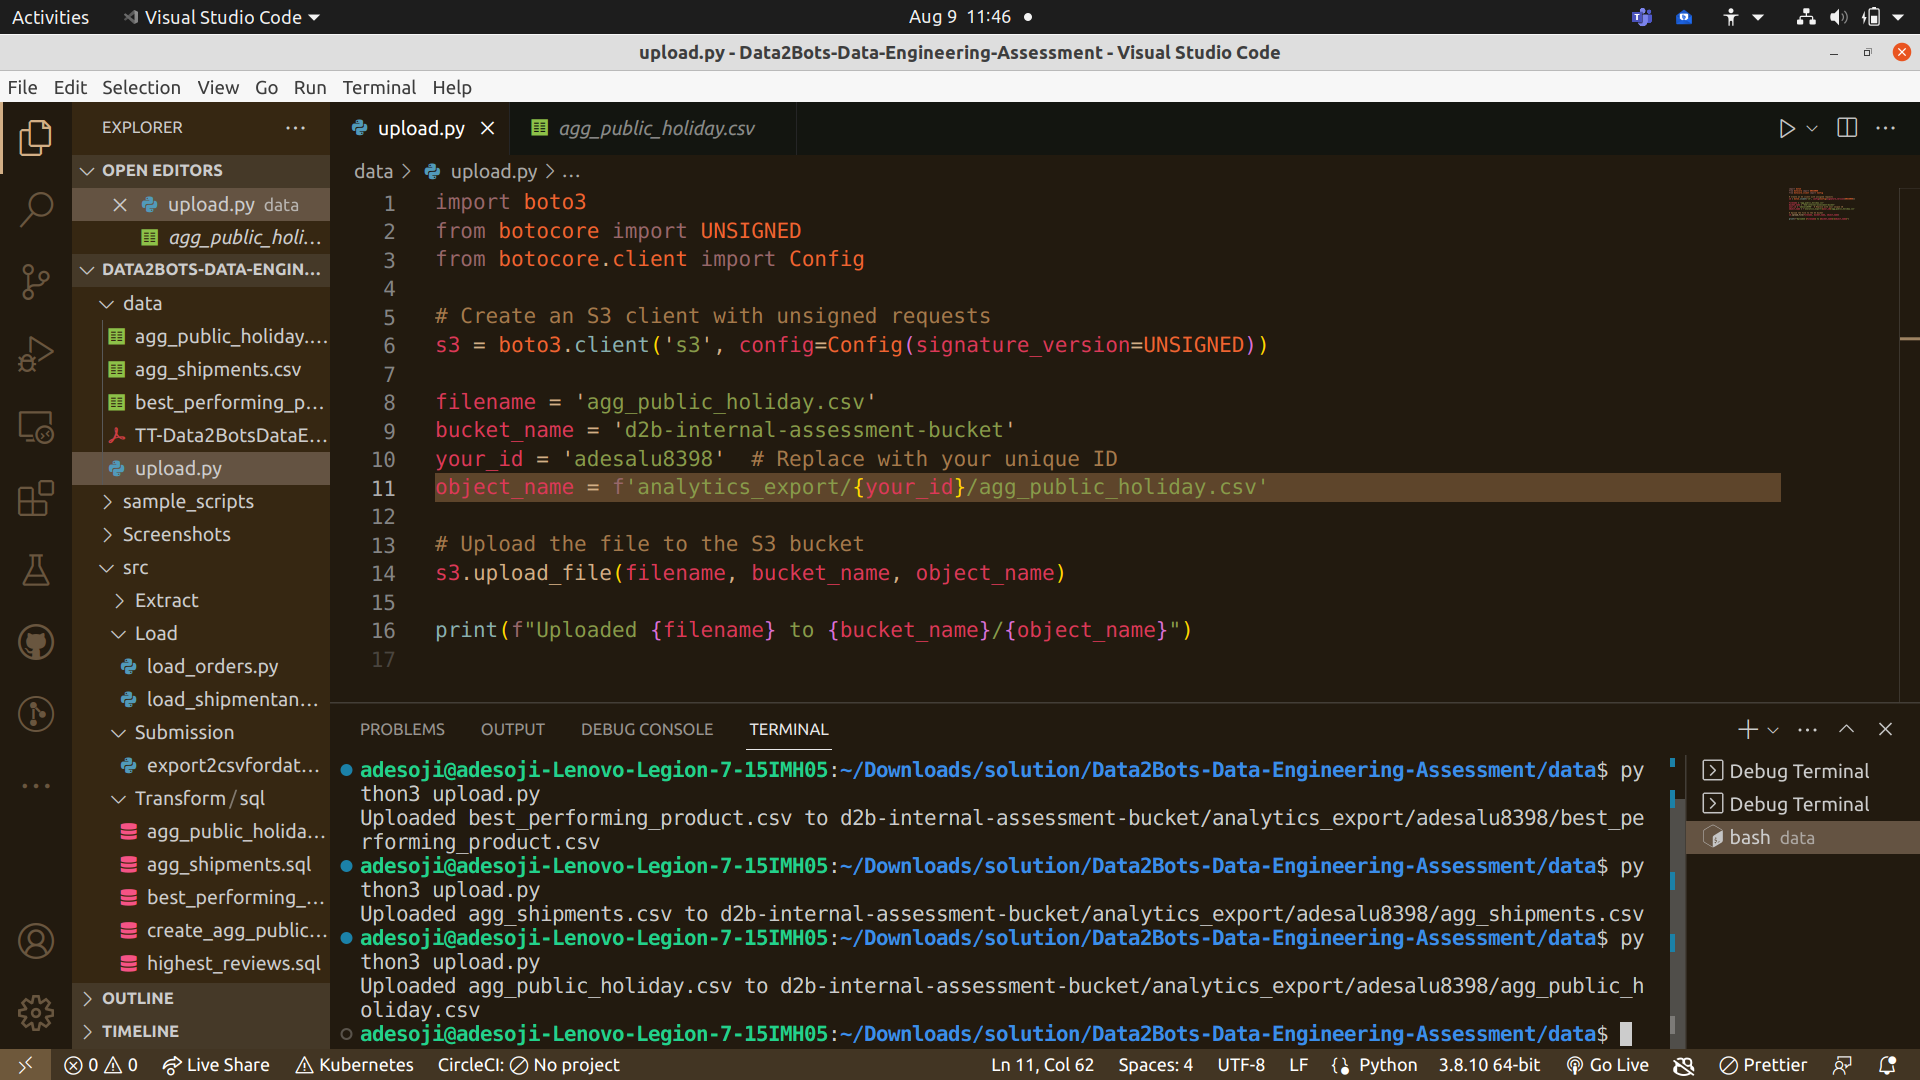 Activities
Visual Studio Code
Aug 9 11:46
upload.py - Data2Bots-Data-Engineering-Assessment - Visual Studio Code
File Edit Selection View Go Run Terminal Help
EXPLORER
OPEN EDITORS
upload.py data
agg_public_holi...
DATA2BOTS-DATA-ENGIN...
data
agg_public_holiday....
agg_shipments.csv
best_performing_p...
TT-Data2BotsDataE...
upload.py
sample_scripts
Screenshots
src
Extract
Load
load_orders.py
load_shipmentan...
Submission
export2csvfordat...
Transform/sql
agg_public_holida...
agg_shipments.sql
best_performing_...
create_agg_public...
highest_reviews.sql
OUTLINE
TIMELINE
upload.py
agg_public_holiday.csv
data > upload.py > ...
1 import boto3
2 from botocore import UNSIGNED
3 from botocore.client import Config
4
5 # Create an S3 client with unsigned requests
6 s3 = boto3.client('s3', config=Config(signature_version=UNSIGNED))
7
8 filename = 'agg_public_holiday.csv'
9 bucket_name = 'd2b-internal-assessment-bucket'
10 your_id = 'adesalu8398'  # Replace with your unique ID
11 object_name = f'analytics_export/{your_id}/agg_public_holiday.csv'
12
13 # Upload the file to the S3 bucket
14 s3.upload_file(filename, bucket_name, object_name)
15
16 print(f"Uploaded {filename} to {bucket_name}/{object_name}")
17
PROBLEMS OUTPUT DEBUG CONSOLE TERMINAL
adesoji@adesoji-Lenovo-Legion-7-15IMH05:~/Downloads/solution/Data2Bots-Data-Engineering-Assessment/data$ py
thon3 upload.py
Uploaded best_performing_product.csv to d2b-internal-assessment-bucket/analytics_export/adesalu8398/best_pe
rforming_product.csv
adesoji@adesoji-Lenovo-Legion-7-15IMH05:~/Downloads/solution/Data2Bots-Data-Engineering-Assessment/data$ py
thon3 upload.py
Uploaded agg_shipments.csv to d2b-internal-assessment-bucket/analytics_export/adesalu8398/agg_shipments.csv
adesoji@adesoji-Lenovo-Legion-7-15IMH05:~/Downloads/solution/Data2Bots-Data-Engineering-Assessment/data$ py
thon3 upload.py
Uploaded agg_public_holiday.csv to d2b-internal-assessment-bucket/analytics_export/adesalu8398/agg_public_h
oliday.csv
adesoji@adesoji-Lenovo-Legion-7-15IMH05:~/Downloads/solution/Data2Bots-Data-Engineering-Assessment/data$
Debug Terminal
Debug Terminal
bash data
0 0 Live Share Kubernetes CircleCI: No project Ln 11, Col 62 Spaces: 4 UTF-8 LF Python 3.8.10 64-bit Go Live Prettier